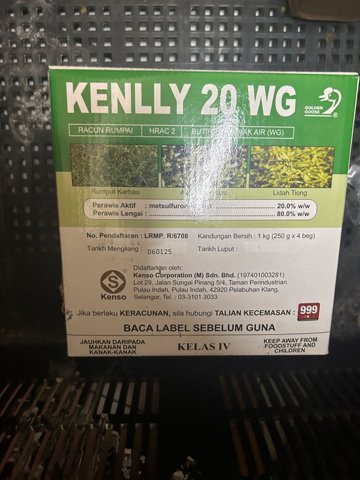 KENLLY 20 WG
GOLDEN GOOSE
RACUN RUMPAI HRAC 2 AIR (WG)
Rumput Kerbau Lidah Tiong
Perawis Aktif : metsulfuron 20.0% w/w
Perawis Lengai : 80.0% w/w
No. Pendaftaran : LRMP. R/6708 Kandungan Bersih : 1 kg (250 g x 4 beg)
Tarikh Mengilang : 060125 Tarikh Luput :
Didaftarkan oleh:
Kenso Corporation (M) Sdn. Bhd. (197401003281)
Lot 29, Jalan Sungai Pinang 5/4, Taman Perindustrian
Pulau Indah, Pulau Indah, 42920 Pelabuhan Klang,
Selangor. Tel : 03-3101 3033
S
Kenso
Jika berlaku KERACUNAN, sila hubungi TALIAN KECEMASAN : 999
BACA LABEL SEBELUM GUNA
JAUHKAN DARIPADA MAKANAN DAN KANAK-KANAK
KELAS IV
KEEP AWAY FROM FOODSTUFF AND CHILDREN